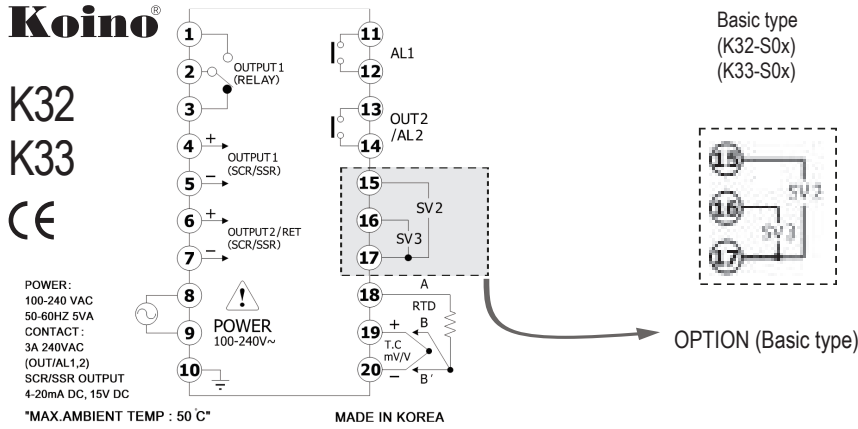 Koino®
K32
K33
CE
POWER:
100-240 VAC
50-60HZ 5VA
CONTACT:
3A 240VAC
(OUT/AL1,2)
SCR/SSR OUTPUT
4-20mA DC, 15V DC
"MAX.AMBIENT TEMP : 50°C"
1
2
3
OUTPUT1
(RELAY)
4
+
5
−
OUTPUT1
(SCR/SSR)
6
+
7
−
OUTPUT2/RET
(SCR/SSR)
8
9
10
!
POWER
100-240V~
11
12
AL1
13
14
OUT2
/AL2
15
16
17
SV2
SV3
18
A
RTD
19
+
B
T.C
mV/V
20
−
B′
MADE IN KOREA
Basic type
(K32-S0x)
(K33-S0x)
15
SV2
16
SV3
17
OPTION (Basic type)